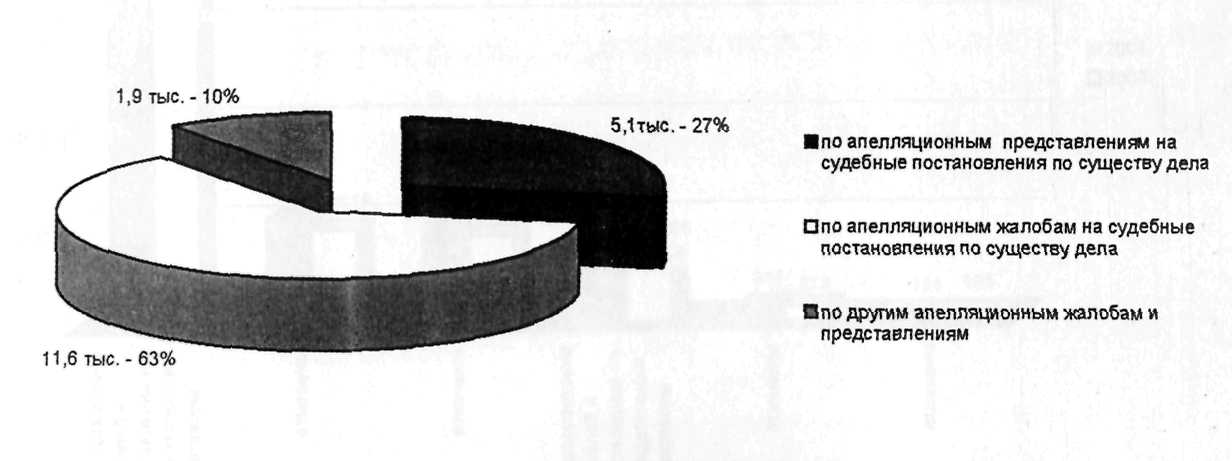 1,9 тыс. - 10%
5,1тыс. - 27%
11,6 тыс. - 63%
по апелляционным представлениям на
судебные постановления по существу дела
по апелляционным жалобам на судебные
постановления по существу дела
по другим апелляционным жалобам и
представлениям